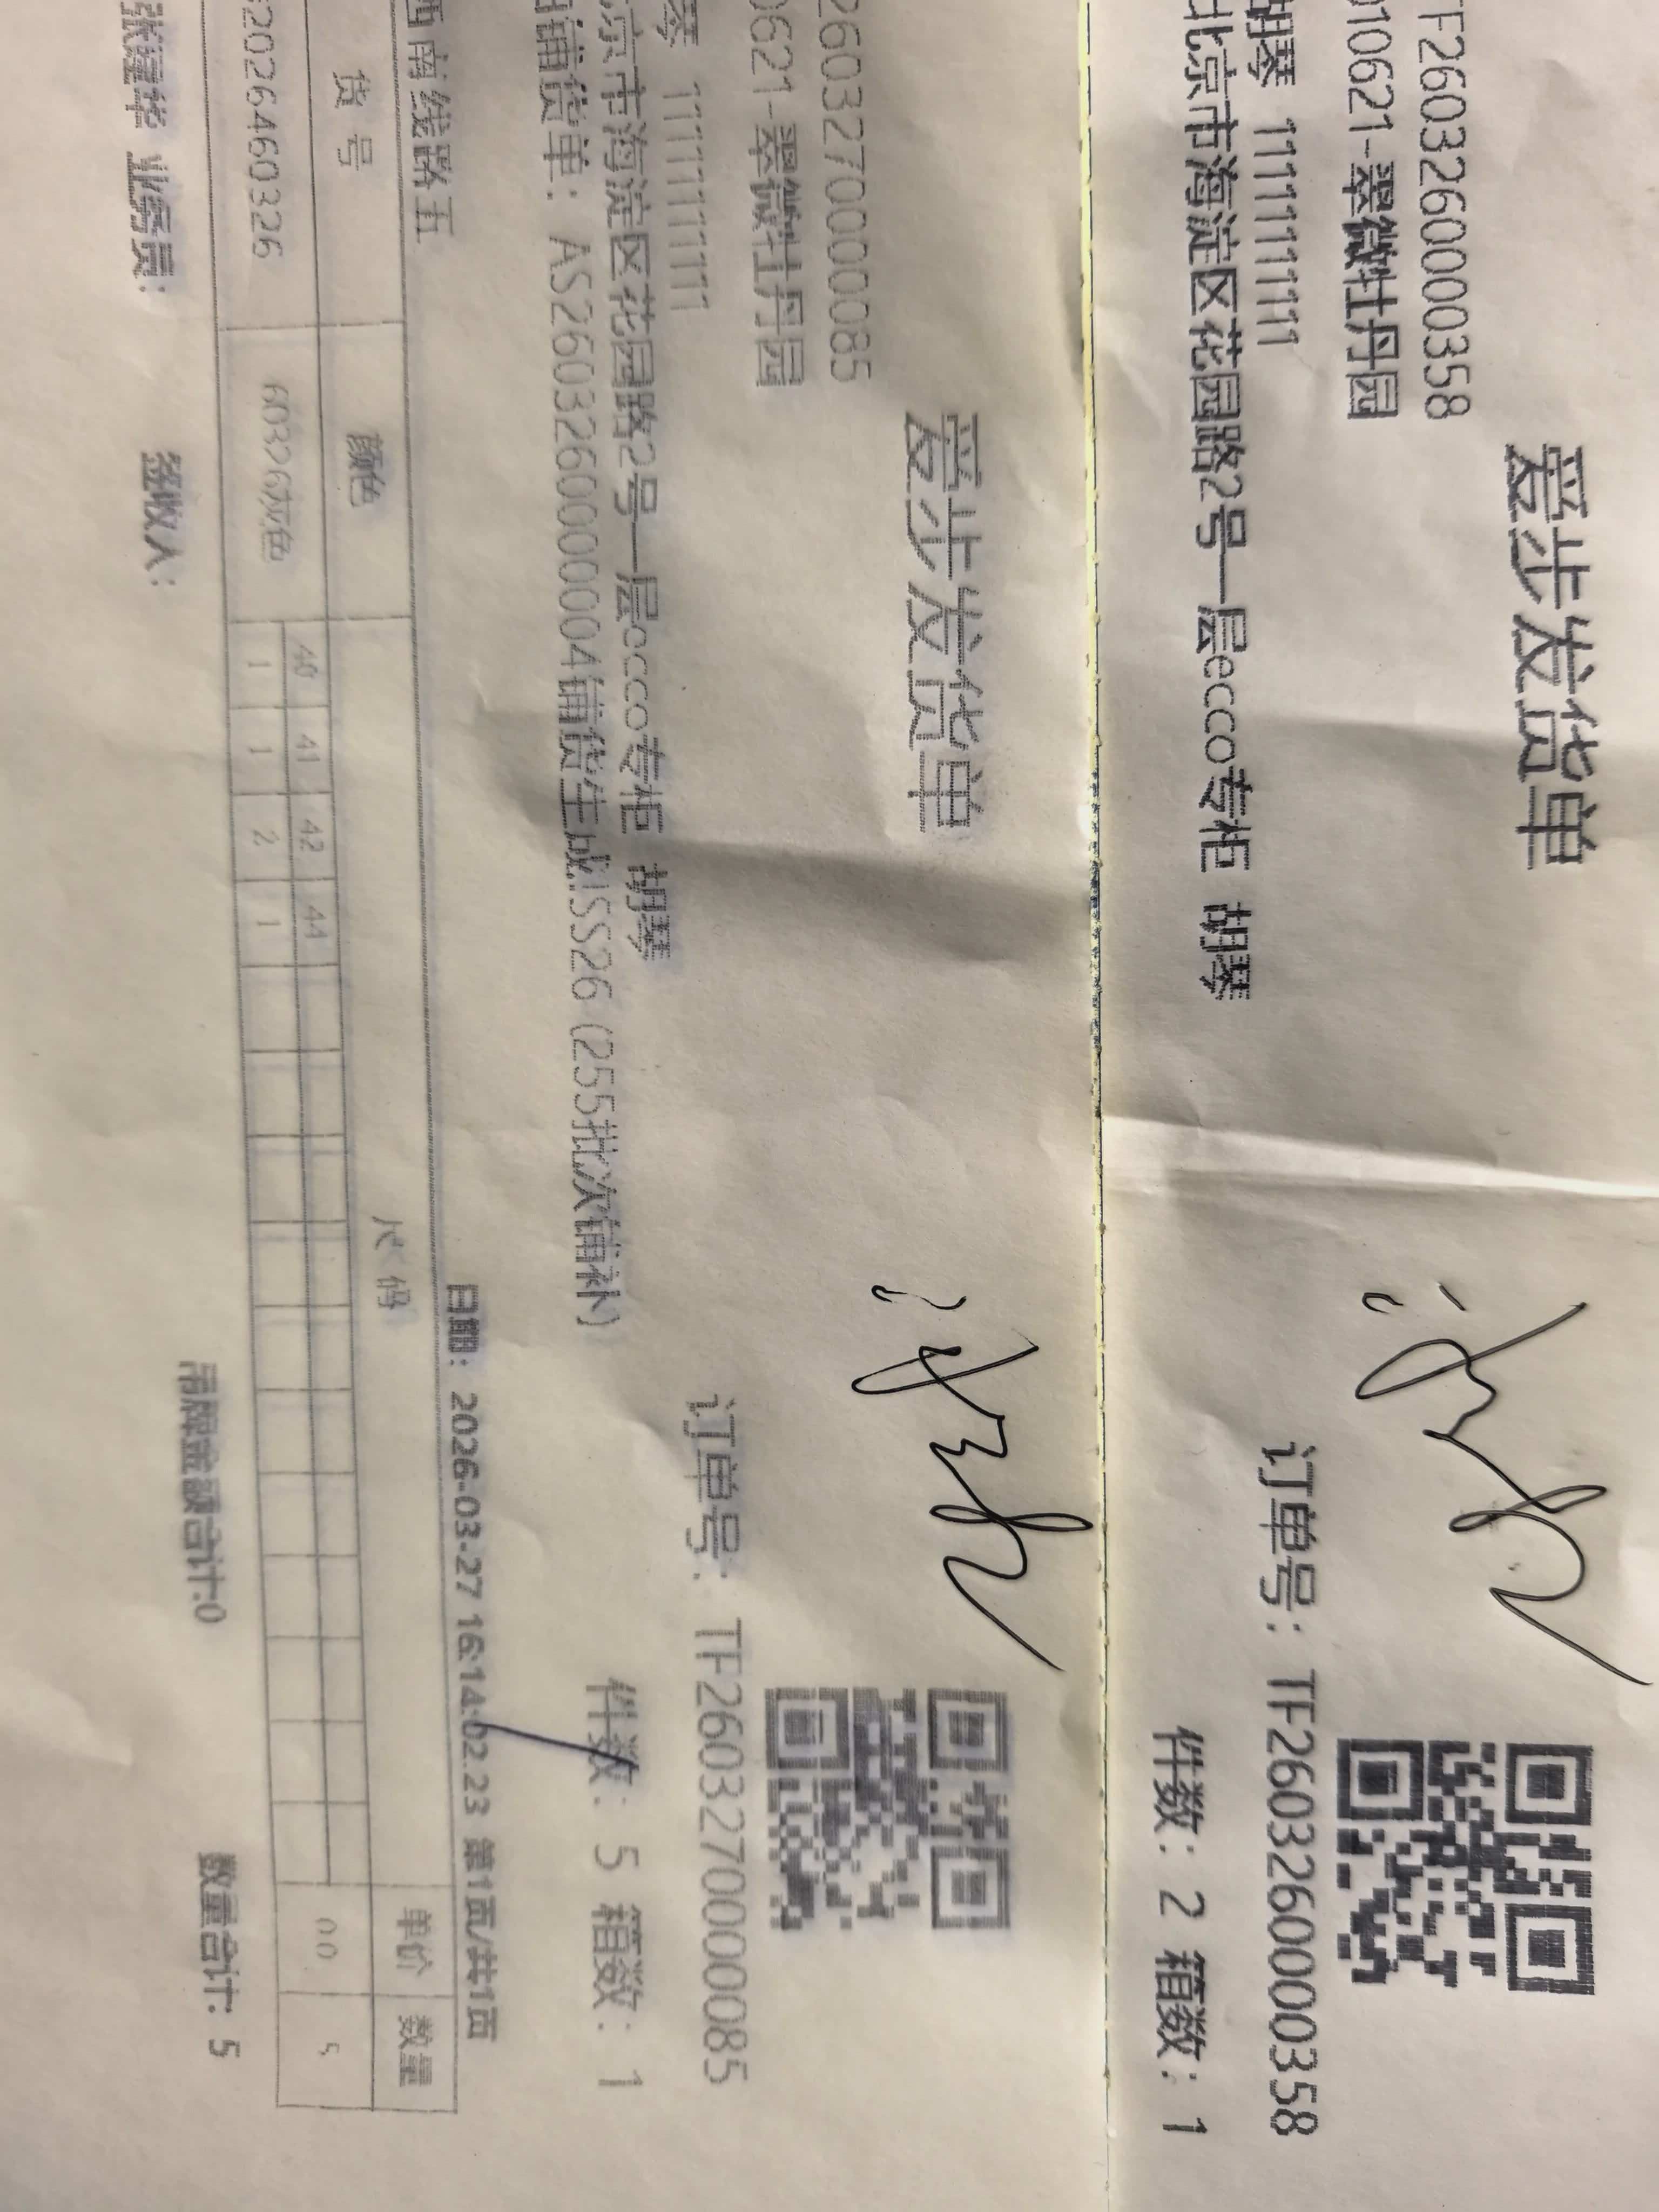 爱步发货单
TF26032600000358
010621-翠微牡丹园
胡琴 11111111111
订单号：TF26032600000358
北京市海淀区花园路2号一层ecco专柜 胡琴
件数：2 箱数：1
爱步发货单
26032700000085
0621-翠微牡丹园
琴 11111111111
订单号：TF26032700000085
京市海淀区花园路2号一层ecco专柜 胡琴
件数：5 箱数：1
铺货单：AS26032600000004铺货生成!SS26 (255批次铺补)
西南线路五
日期：2026-03-27 16:14:02.23 第1页/共1页
货号 颜色 尺码 单价 数量
40 41 42 44
202646032​6 60326灰色 1 1 2 1 00 5
张建华 业务员： 签收人： 吊牌金额合计:0 数量合计：5